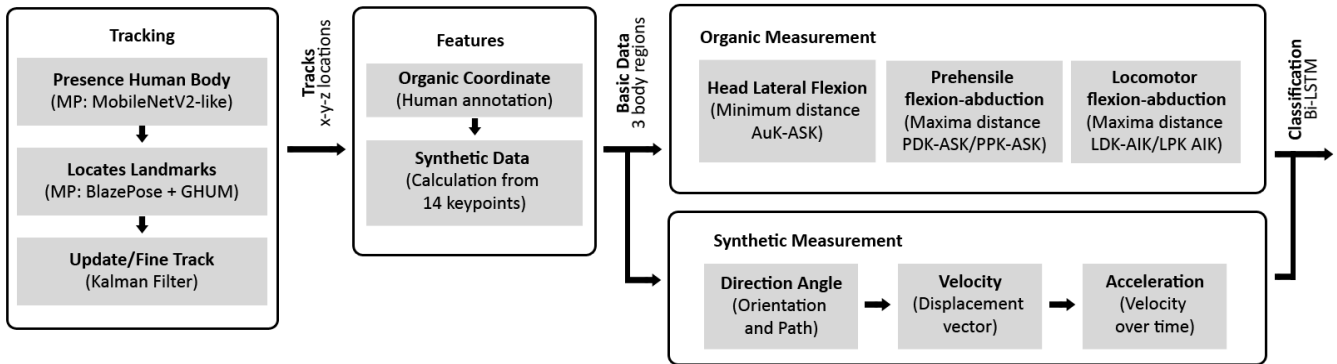 Tracking
Presence Human Body
(MP: MobileNetV2-like)
Locates Landmarks
(MP: BlazePose + GHUM)
Update/Fine Track
(Kalman Filter)
Tracks
x-y-z locations
Features
Organic Coordinate
(Human annotation)
Synthetic Data
(Calculation from
14 keypoints)
Basic Data
3 body regions
Organic Measurement
Head Lateral Flexion
(Minimum distance
AuK-ASK)
Prehensile
flexion-abduction
(Maxima distance
PDK-ASK/PPK-ASK)
Locomotor
flexion-abduction
(Maxima distance
LDK-AIK/LPK AIK)
Synthetic Measurement
Direction Angle
(Orientation
and Path)
Velocity
(Displacement
vector)
Acceleration
(Velocity
over time)
Classification
Bi-LSTM